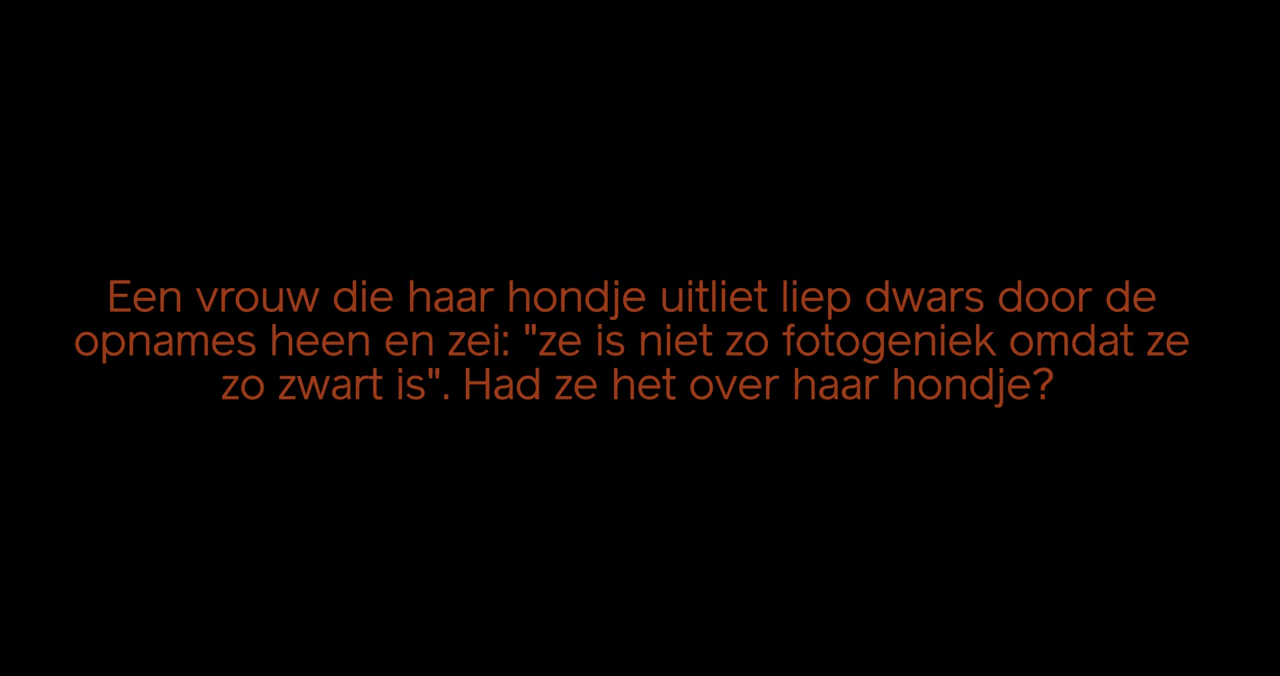 Een vrouw die haar hondje uitliet liep dwars door de
opnames heen en zei: "ze is niet zo fotogeniek omdat ze
zo zwart is". Had ze het over haar hondje?